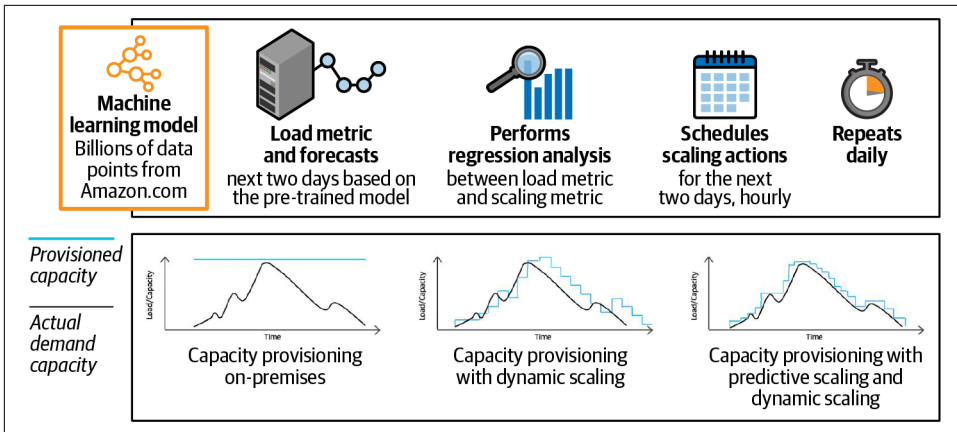 Machine
learning model
Billions of data
points from
Amazon.com
Load metric
and forecasts
next two days based on
the pre-trained model
Performs
regression analysis
between load metric
and scaling metric
Schedules
scaling actions
for the next
two days, hourly
Repeats
daily
Provisioned
capacity
Actual
demand
capacity
Load/Capacity
Time
Capacity provisioning
on-premises
Load/Capacity
Time
Capacity provisioning
with dynamic scaling
Load/Capacity
Time
Capacity provisioning with
predictive scaling and
dynamic scaling